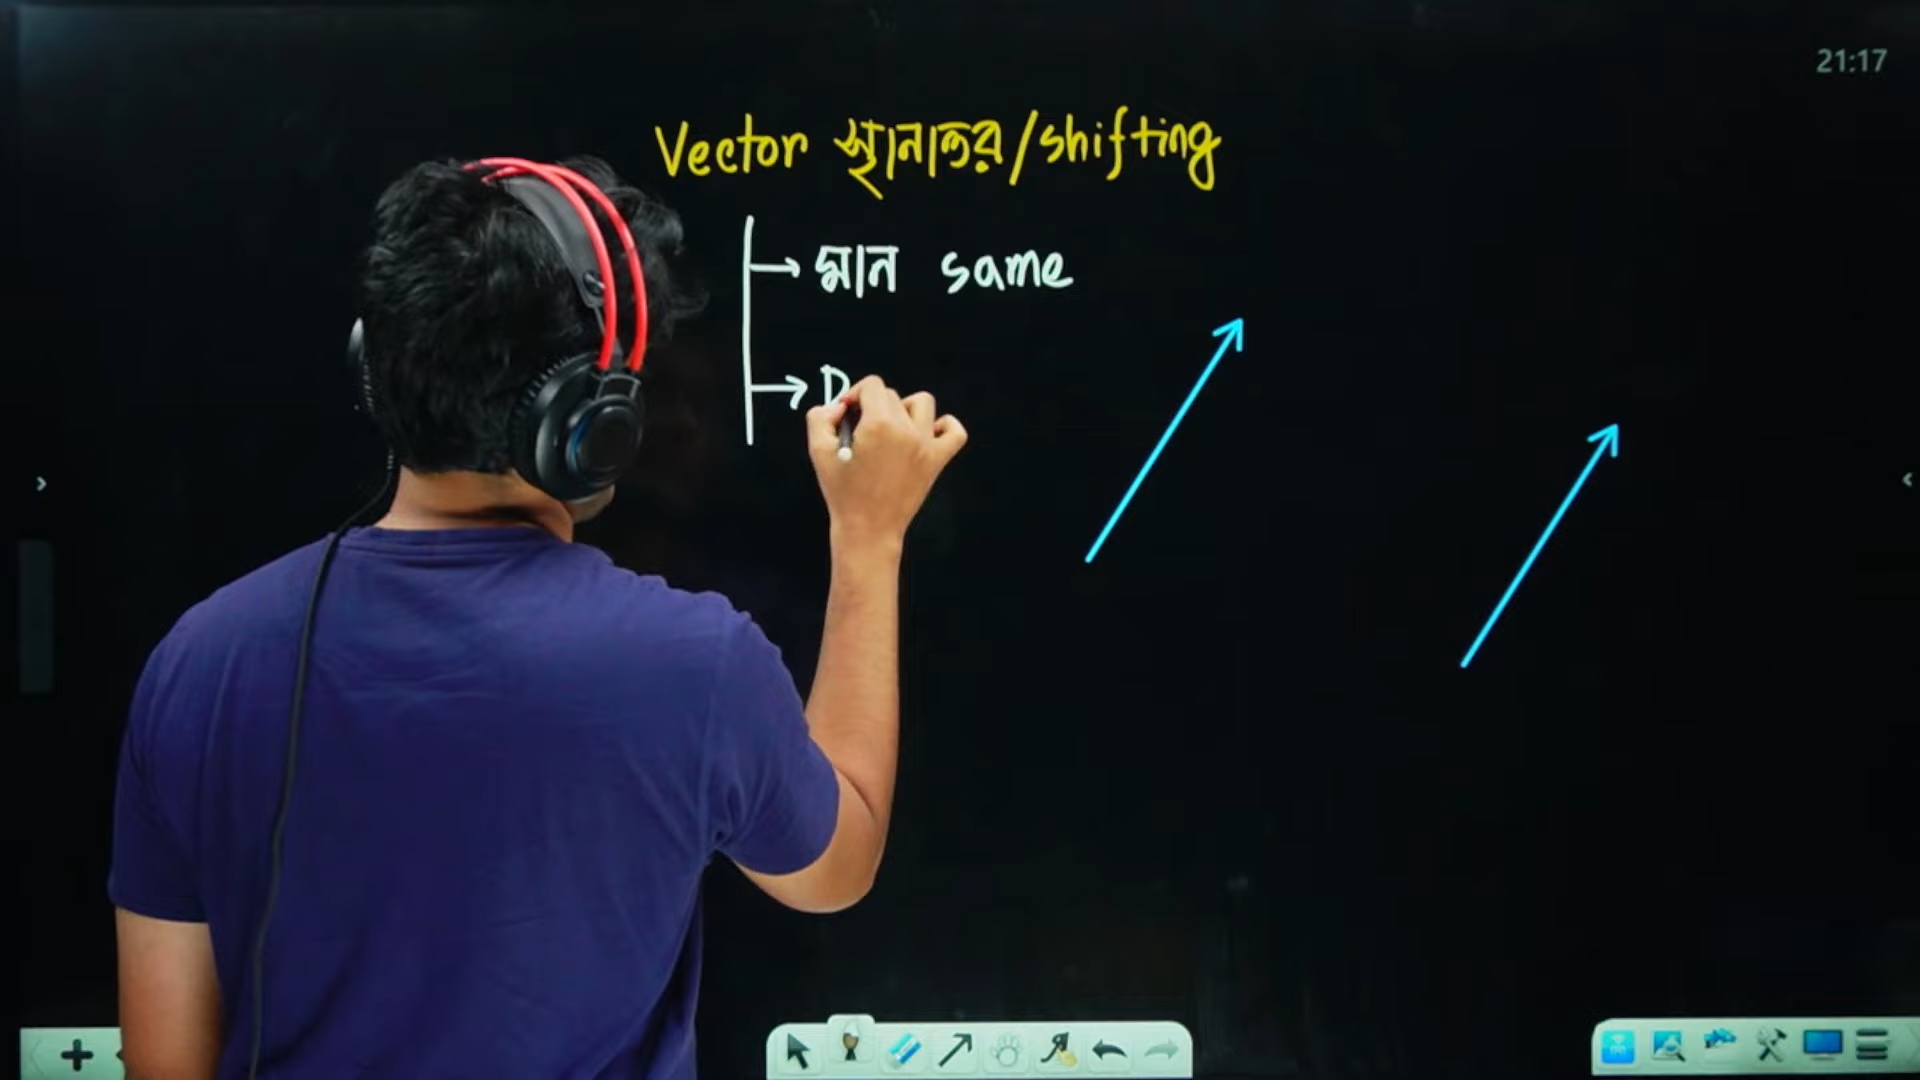 21:17
Vector স্থানান্তর/shifting
→ মান same
→ D